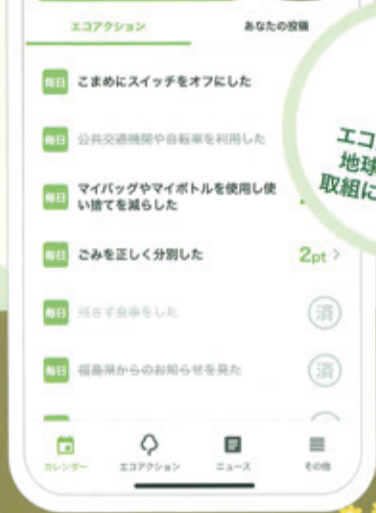 エコアクション
あなたの投稿
毎日 こまめにスイッチをオフにした
毎日 公共交通機関や自転車を利用した
毎日 マイバッグやマイボトルを使用し使
い捨てを減らした
毎日 ごみを正しく分別した 2pt >
毎日 残さず食事をした 済
毎日 福島県からのお知らせを見た 済
エコ
地球
取組に
カレンダー
エコアクション
ニュース
その他